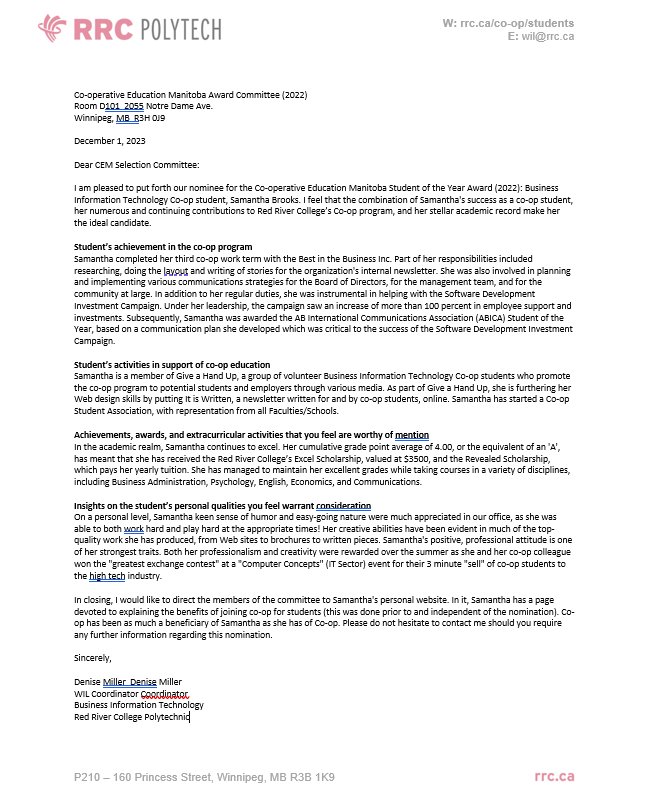 RRC POLYTECH
W: rrc.ca/co-op/students
E: wil@rrc.ca
Co-operative Education Manitoba Award Committee (2022)
Room D101 2055 Notre Dame Ave.
Winnipeg, MB R3H 0J9
December 1, 2023
Dear CEM Selection Committee:
I am pleased to put forth our nominee for the Co-operative Education Manitoba Student of the Year Award (2022): Business
Information Technology Co-op student, Samantha Brooks. I feel that the combination of Samantha's success as a co-op student,
her numerous and continuing contributions to Red River College's Co-op program, and her stellar academic record make her
the ideal candidate.
Student's achievement in the co-op program
Samantha completed her third co-op work term with the Best in the Business Inc. Part of her responsibilities included
researching, doing the layout and writing of stories for the organization's internal newsletter. She was also involved in planning
and implementing various communications strategies for the Board of Directors, for the management team, and for the
community at large. In addition to her regular duties, she was instrumental in helping with the Software Development
Investment Campaign. Under her leadership, the campaign saw an increase of more than 100 percent in employee support and
investments. Subsequently, Samantha was awarded the AB International Communications Association (ABICA) Student of the
Year, based on a communication plan she developed which was critical to the success of the Software Development Investment
Campaign.
Student's activities in support of co-op education
Samantha is a member of Give a Hand Up, a group of volunteer Business Information Technology Co-op students who promote
the co-op program to potential students and employers through various media. As part of Give a Hand Up, she is furthering her
Web design skills by putting It is Written, a newsletter written for and by co-op students, online. Samantha has started a Co-op
Student Association, with representation from all Faculties/Schools.
Achievements, awards, and extracurricular activities that you feel are worthy of mention
In the academic realm, Samantha continues to excel. Her cumulative grade point average of 4.00, or the equivalent of an 'A',
has meant that she has received the Red River College's Excel Scholarship, valued at $3500, and the Revealed Scholarship,
which pays her yearly tuition. She has managed to maintain her excellent grades while taking courses in a variety of disciplines,
including Business Administration, Psychology, English, Economics, and Communications.
Insights on the student's personal qualities you feel warrant consideration
On a personal level, Samantha keen sense of humor and easy-going nature were much appreciated in our office, as she was
able to both work hard and play hard at the appropriate times! Her creative abilities have been evident in much of the top-
quality work she has produced, from Web sites to brochures to written pieces. Samantha's positive, professional attitude is one
of her strongest traits. Both her professionalism and creativity were rewarded over the summer as she and her co-op colleague
won the "greatest exchange contest" at a "Computer Concepts" (IT Sector) event for their 3 minute "sell" of co-op students to
the high tech industry.
In closing, I would like to direct the members of the committee to Samantha's personal website. In it, Samantha has a page
devoted to explaining the benefits of joining co-op for students (this was done prior to and independent of the nomination). Co-
op has been as much a beneficiary of Samantha as she has of Co-op. Please do not hesitate to contact me should you require
any further information regarding this nomination.
Sincerely,
Denise Miller Denise Miller
WIL Coordinator Coordinator
Business Information Technology
Red River College Polytechnic
P210 – 160 Princess Street, Winnipeg, MB R3B 1K9
rrc.ca